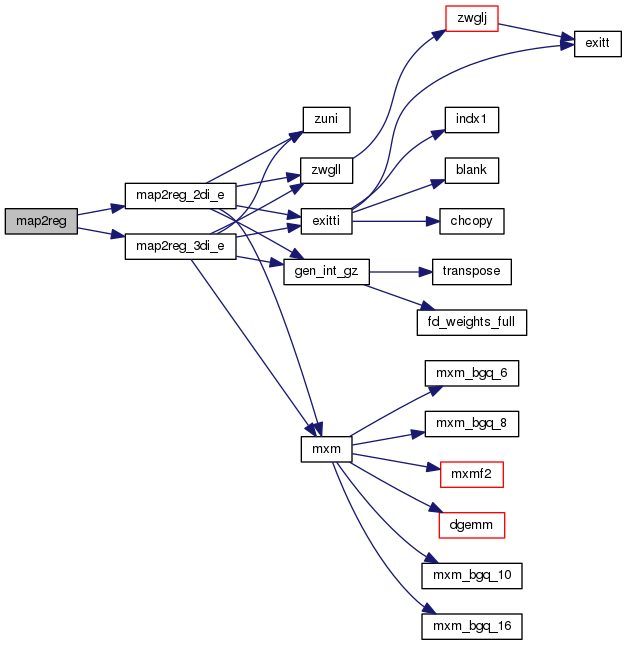 zwglj
exitt
zuni
indx1
zwgll
blank
map2reg_2di_e
map2reg
exitti
chcopy
map2reg_3di_e
gen_int_gz
transpose
fd_weights_full
mxm_bgq_6
mxm_bgq_8
mxm
mxmf2
dgemm
mxm_bgq_10
mxm_bgq_16